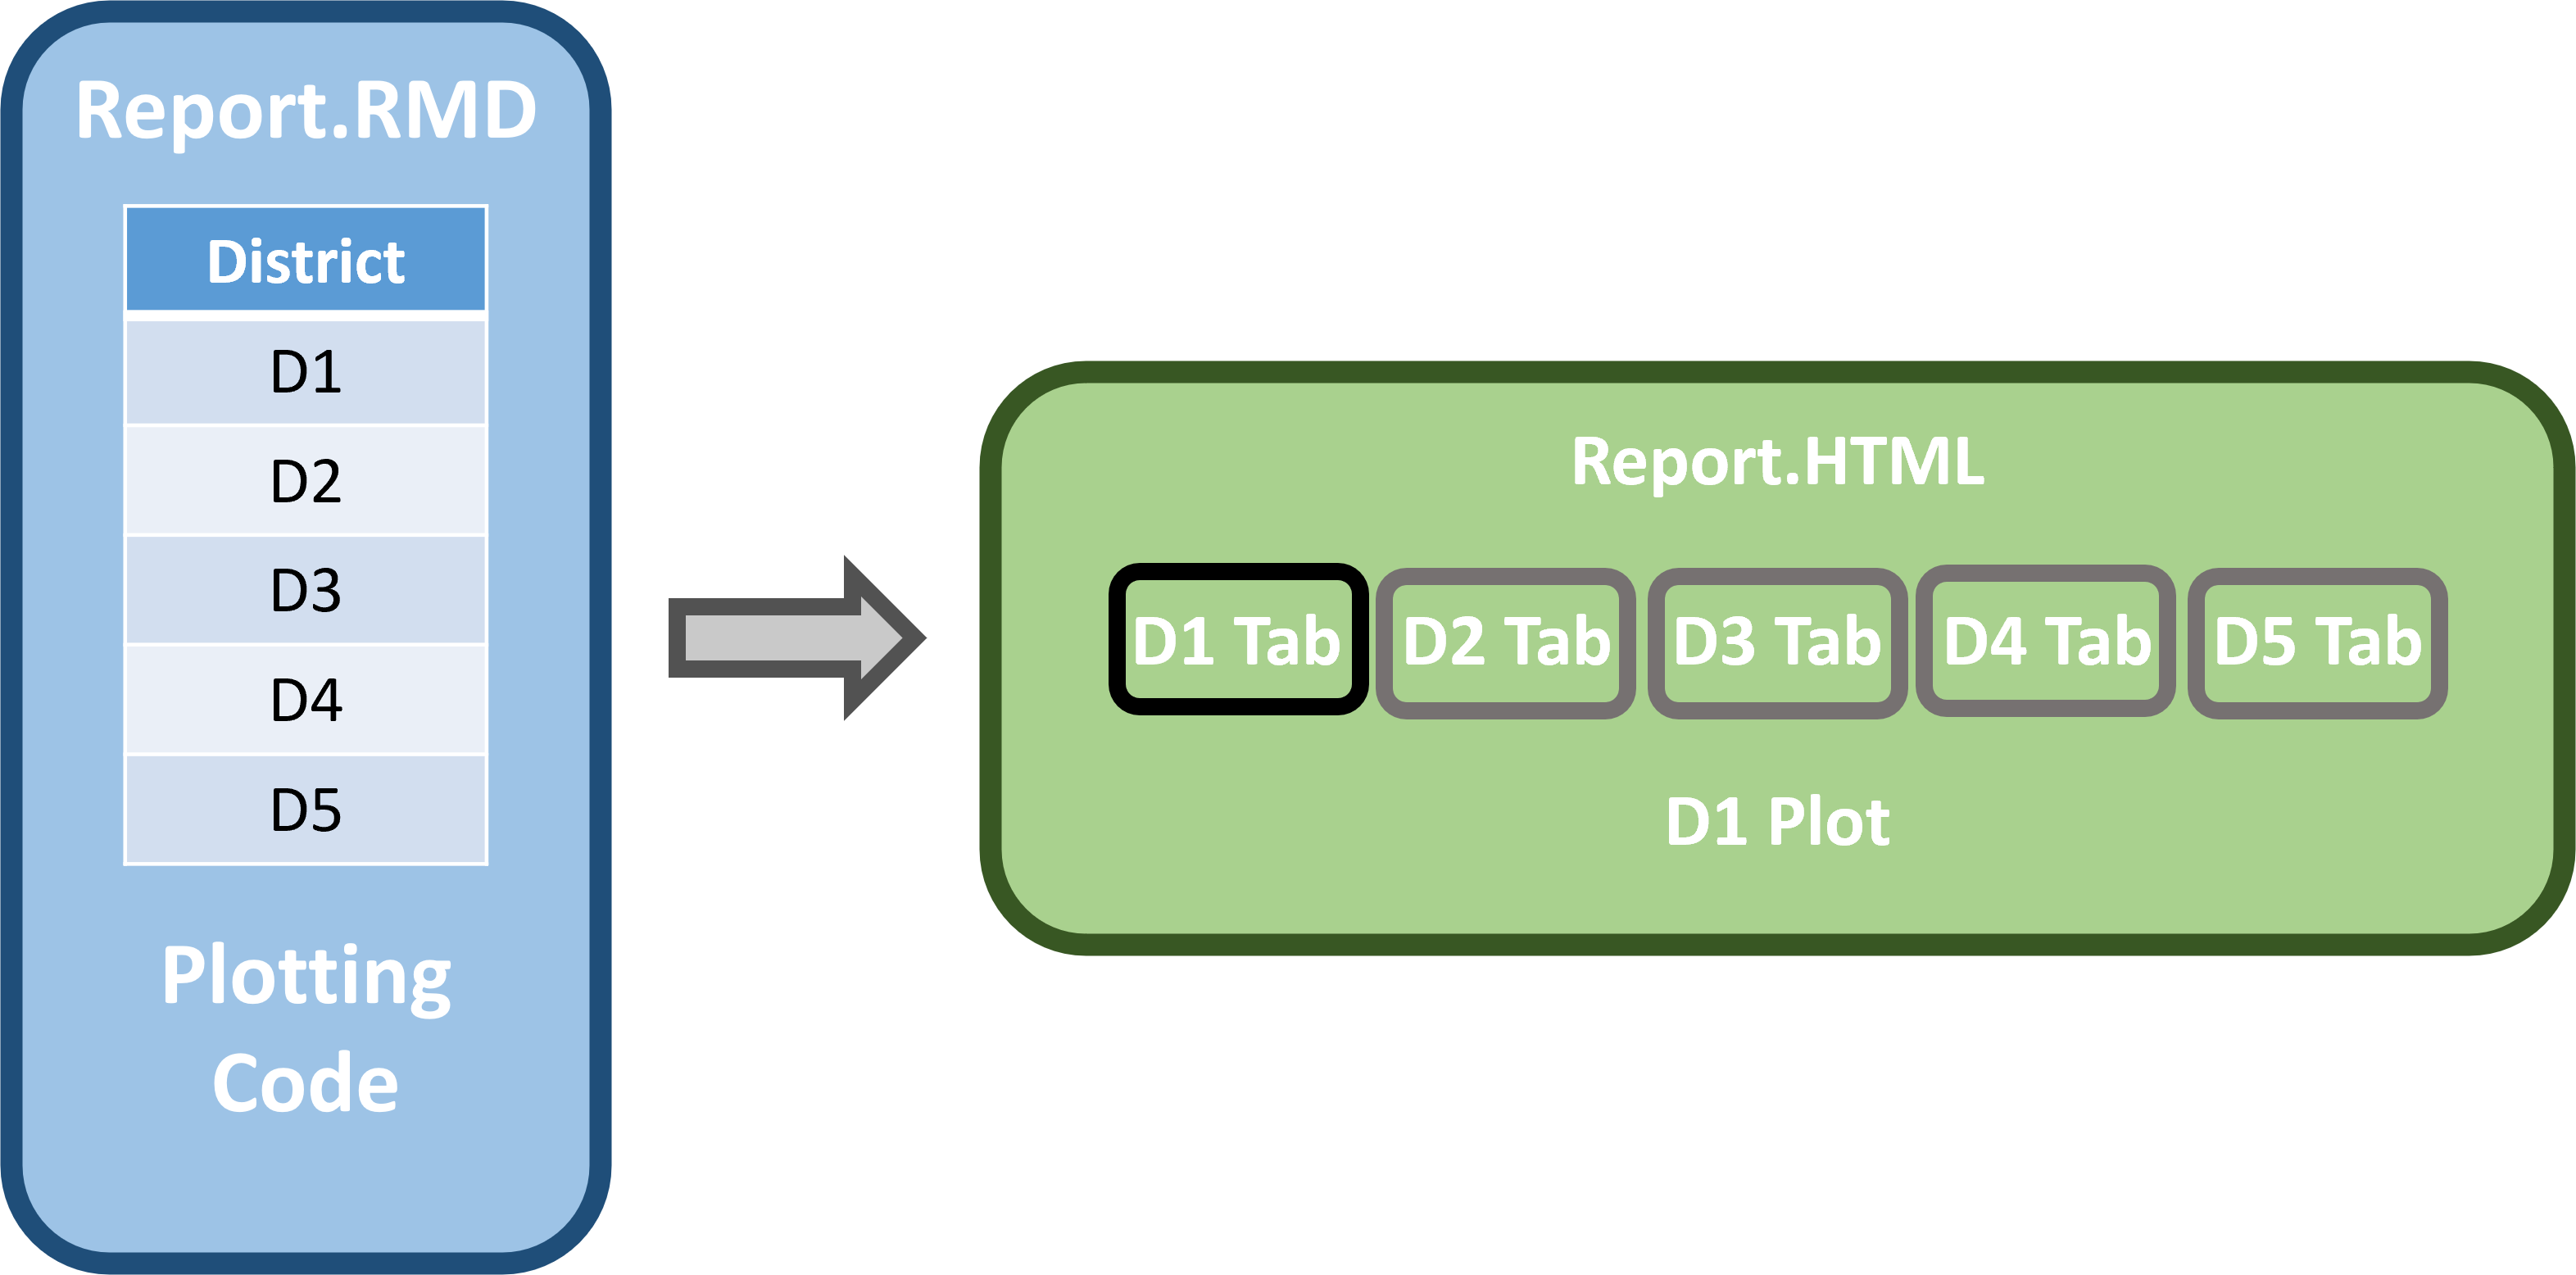 Report.RMD
District
D1
D2
D3
D4
D5
Plotting
Code
Report.HTML
D1 Tab
D2 Tab
D3 Tab
D4 Tab
D5 Tab
D1 Plot